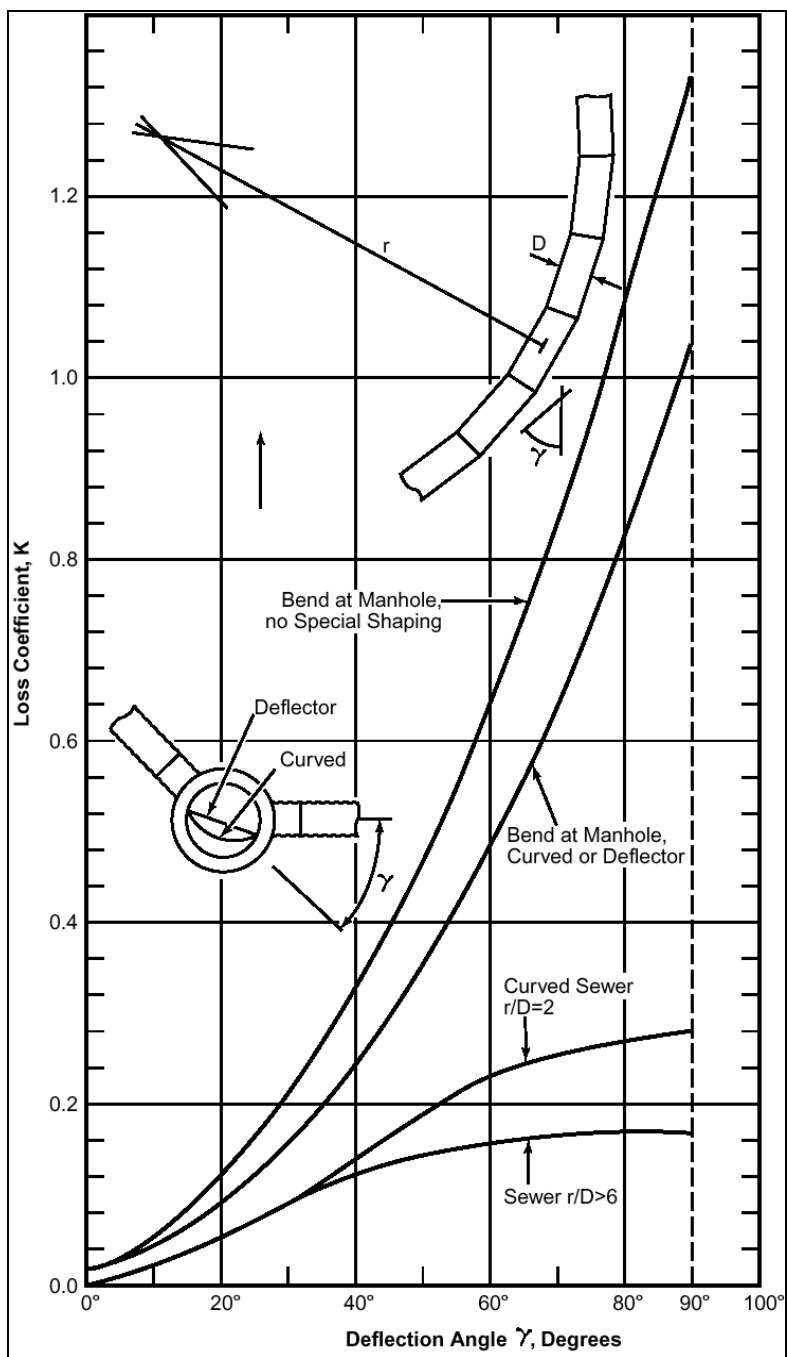 1.2
D
r
1.0
γ
0.8
Bend at Manhole,
no Special Shaping
Loss Coefficient, K
Deflector
0.6
Curved
Bend at Manhole,
Curved or Deflector
γ
0.4
Curved Sewer
r/D=2
0.2
Sewer r/D>6
0.0
0° 20° 40° 60° 80° 90° 100°
Deflection Angle γ, Degrees